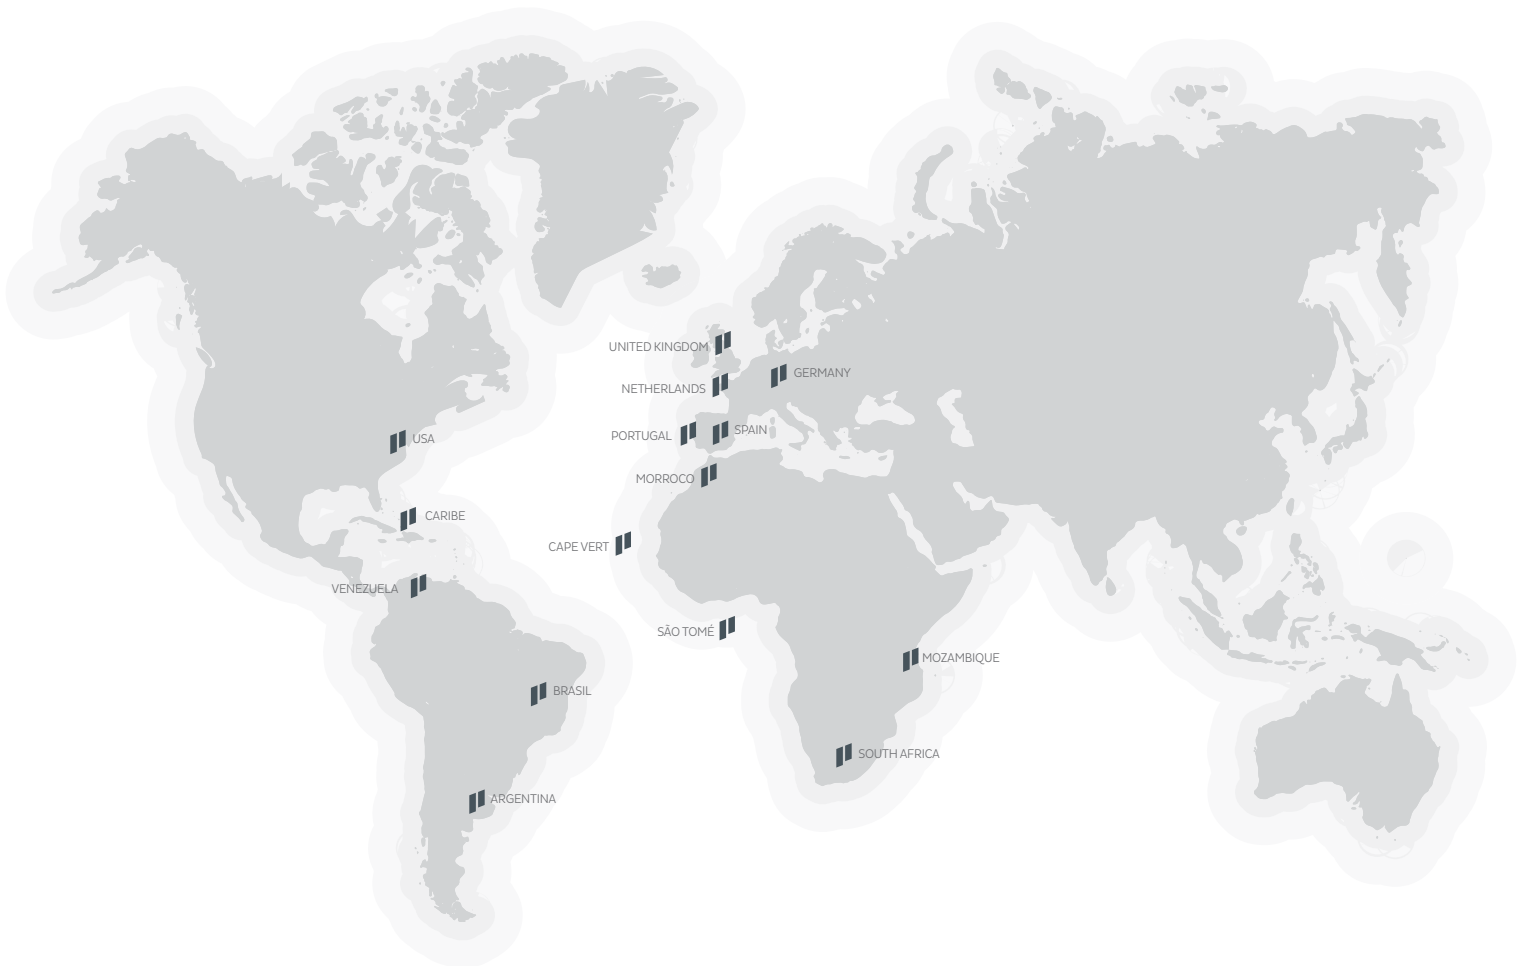 UNITED KINGDOM
GERMANY
NETHERLANDS
SPAIN
PORTUGAL
USA
MORROCO
CARIBE
CAPE VERT
VENEZUELA
SÃO TOMÉ
MOZAMBIQUE
BRASIL
SOUTH AFRICA
ARGENTINA